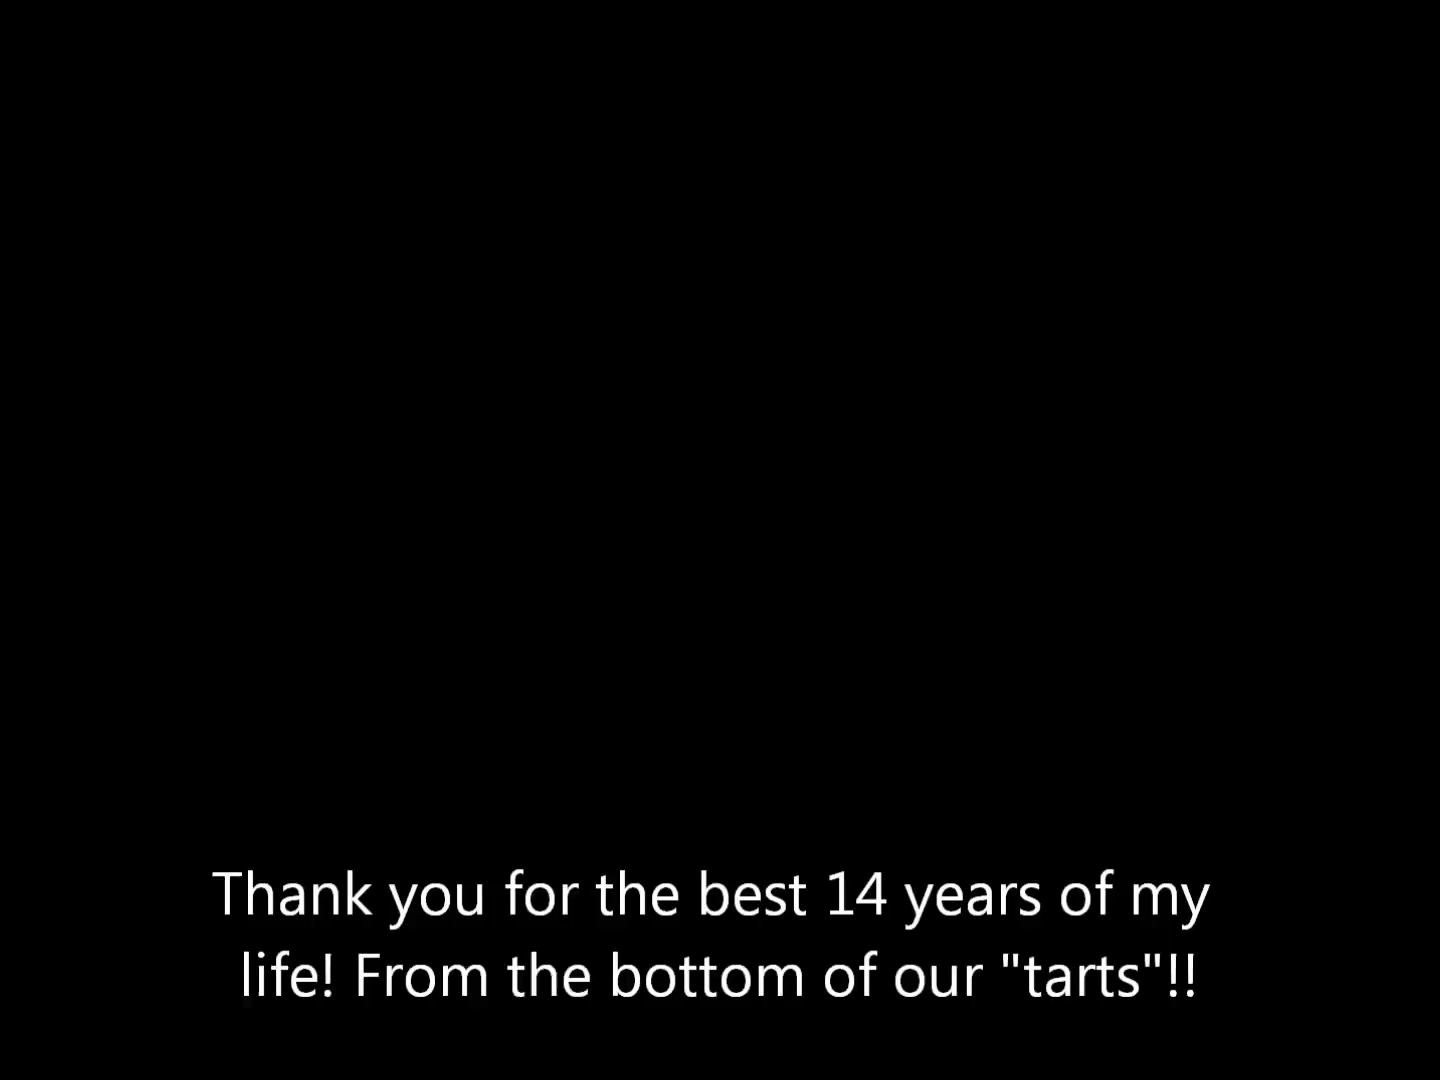 Thank you for the best 14 years of my
life! From the bottom of our "tarts"!!